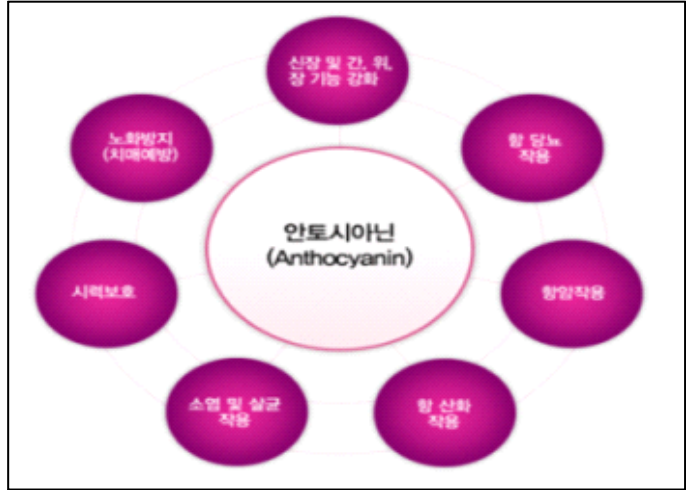 신장 및 간, 위,
장 기능 강화
노화방지
(치매예방)
항 당뇨
작용
안토시아닌
(Anthocyanin)
시력보호
항암작용
소염 및 살균
작용
항 산화
작용